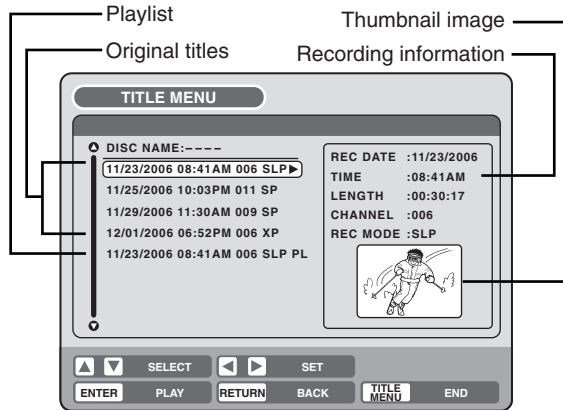 Playlist
Thumbnail image
Original titles
Recording information
TITLE MENU
DISC NAME:----
11/23/2006 08:41AM 006 SLP▶
11/25/2006 10:03PM 011 SP
11/29/2006 11:30AM 009 SP
12/01/2006 06:52PM 006 XP
11/23/2006 08:41AM 006 SLP PL
REC DATE :11/23/2006
TIME :08:41AM
LENGTH :00:30:17
CHANNEL :006
REC MODE :SLP
SELECT SET
ENTER PLAY RETURN BACK TITLE MENU END